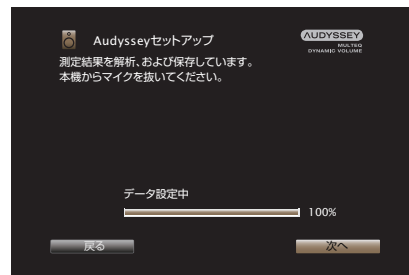 Audysseyセットアップ
AUDYSSEY
MULTEQ
DYNAMIC VOLUME
測定結果を解析、および保存しています。
本機からマイクを抜いてください。
データ設定中
100%
戻る
次へ